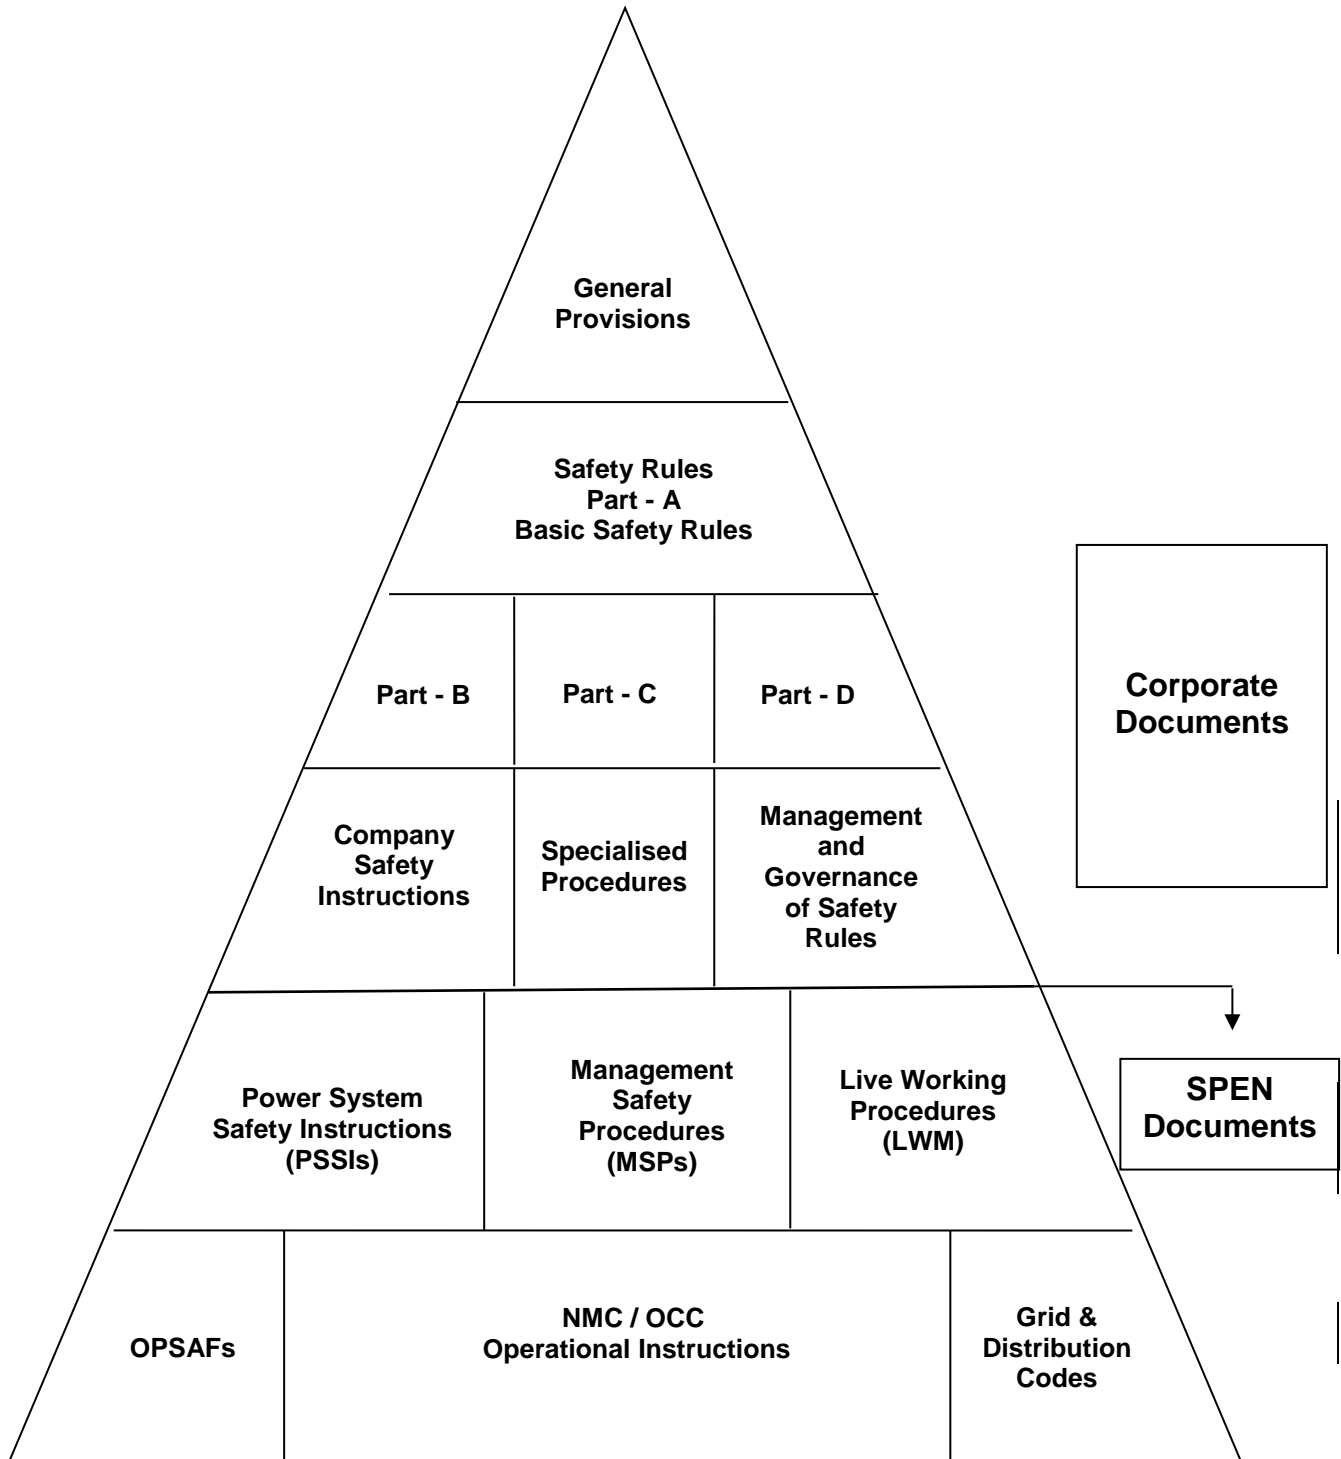 General
Provisions
Safety Rules
Part - A
Basic Safety Rules
Part - B
Part - C
Part - D
Corporate
Documents
Company
Safety
Instructions
Specialised
Procedures
Management
and
Governance
of Safety
Rules
Power System
Safety Instructions
(PSSIs)
Management
Safety
Procedures
(MSPs)
Live Working
Procedures
(LWM)
SPEN
Documents
OPSAFs
NMC / OCC
Operational Instructions
Grid &
Distribution
Codes